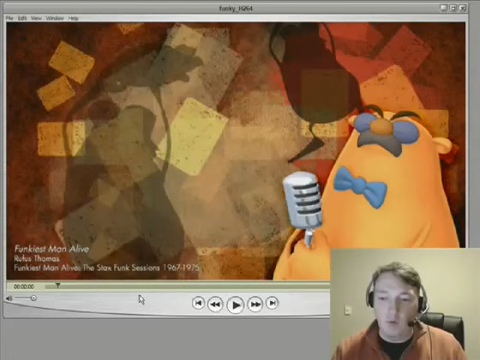 funky_H264
File Edit View Window Help
Funkiest Man Alive
Rufus Thomas
Funkiest Man Alive: The Stax Funk Sessions 1967-1975
00:00:00